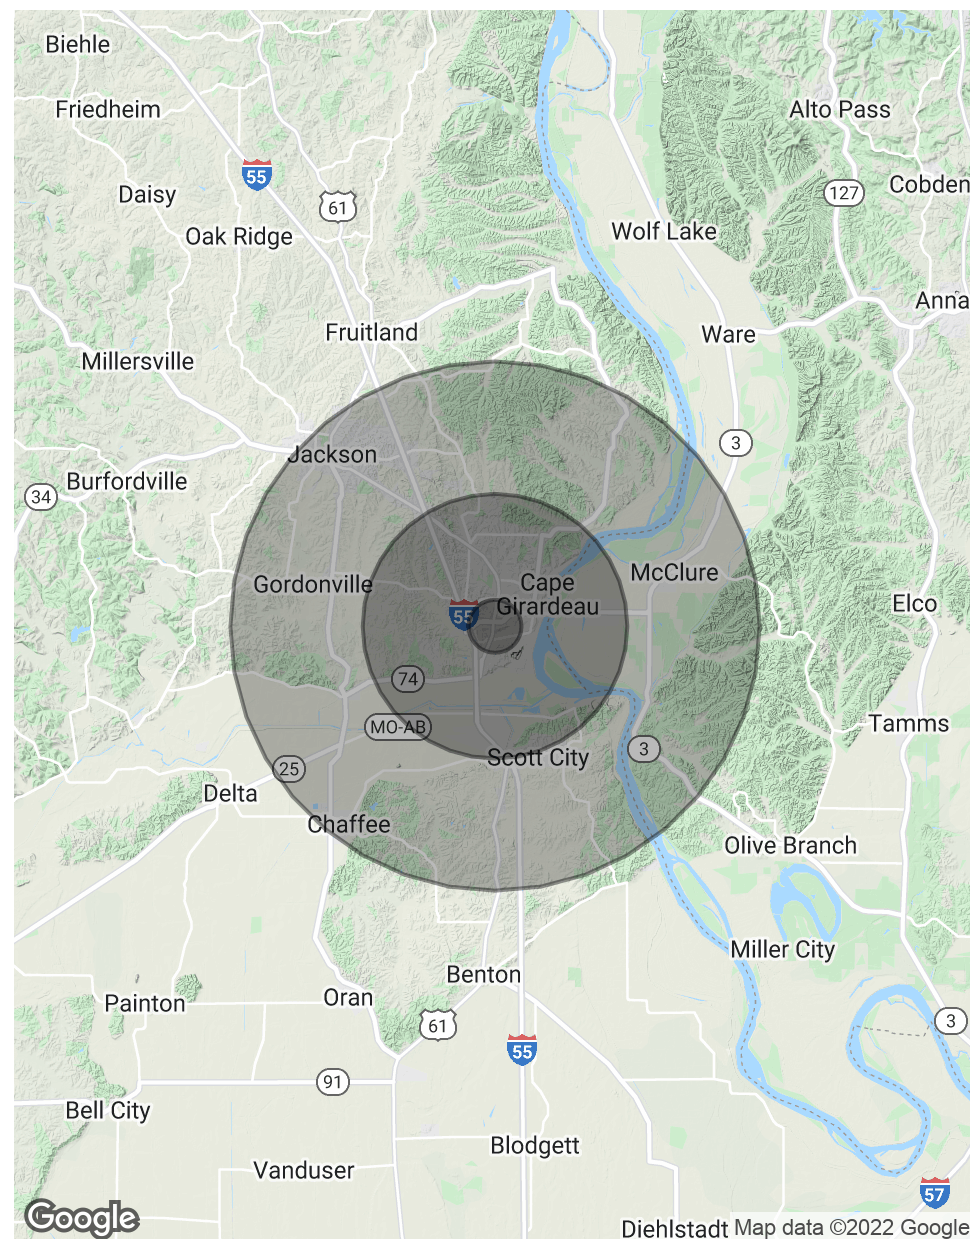 Biehle
Friedheim
Alto Pass
55
Daisy
127
Cobden
61
Oak Ridge
Wolf Lake
Anna
Fruitland
Ware
Millersville
3
Jackson
Burfordville
34
McClure
Gordonville
Cape
Girardeau
Elco
55
74
Tamms
MO-AB
3
Scott City
25
Delta
Chaffee
Olive Branch
Miller City
Benton
Painton
Oran
3
61
55
91
Bell City
Blodgett
Vanduser
57
Google
Diehlstadt
Map data ©2022 Google